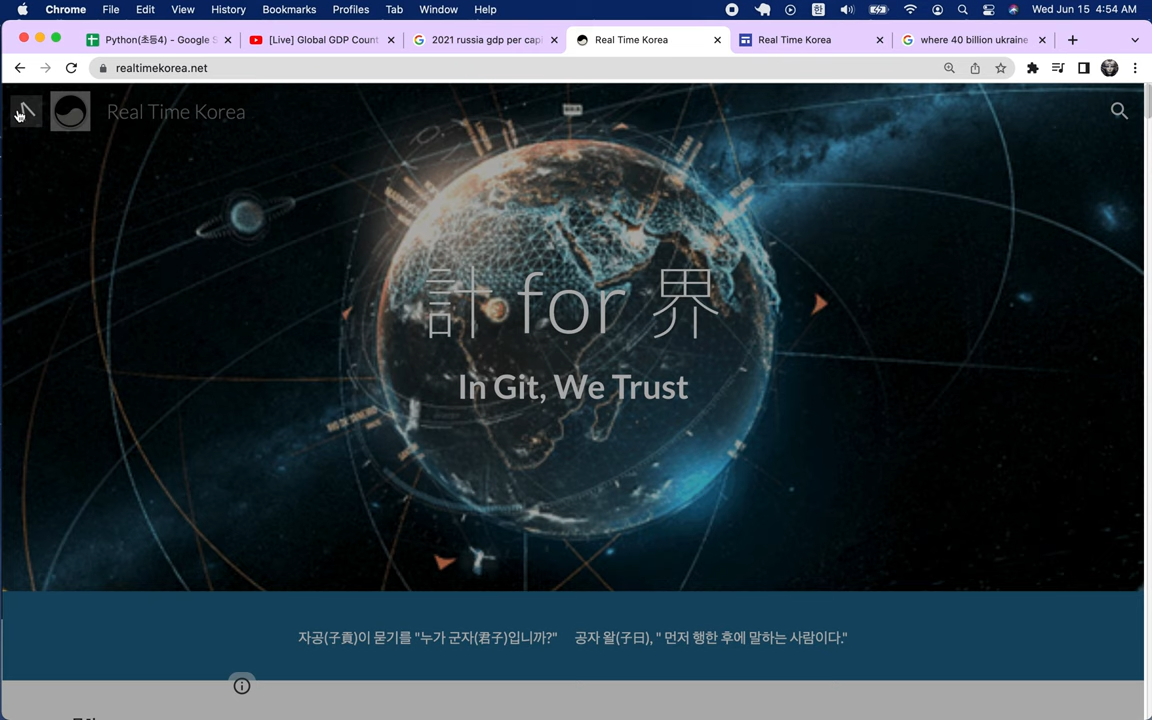 Chrome File Edit View History Bookmarks Profiles Tab Window Help 한 Wed Jun 15 4:54 AM
Python(초등4) - Google S [Live] Global GDP Count 2021 russia gdp per capi Real Time Korea Real Time Korea where 40 billion ukraine
realtimekorea.net
Real Time Korea
計 for 界
In Git, We Trust
자공(子貢)이 묻기를 "누가 군자(君子)입니까?" 공자 왈(子曰), " 먼저 행한 후에 말하는 사람이다."